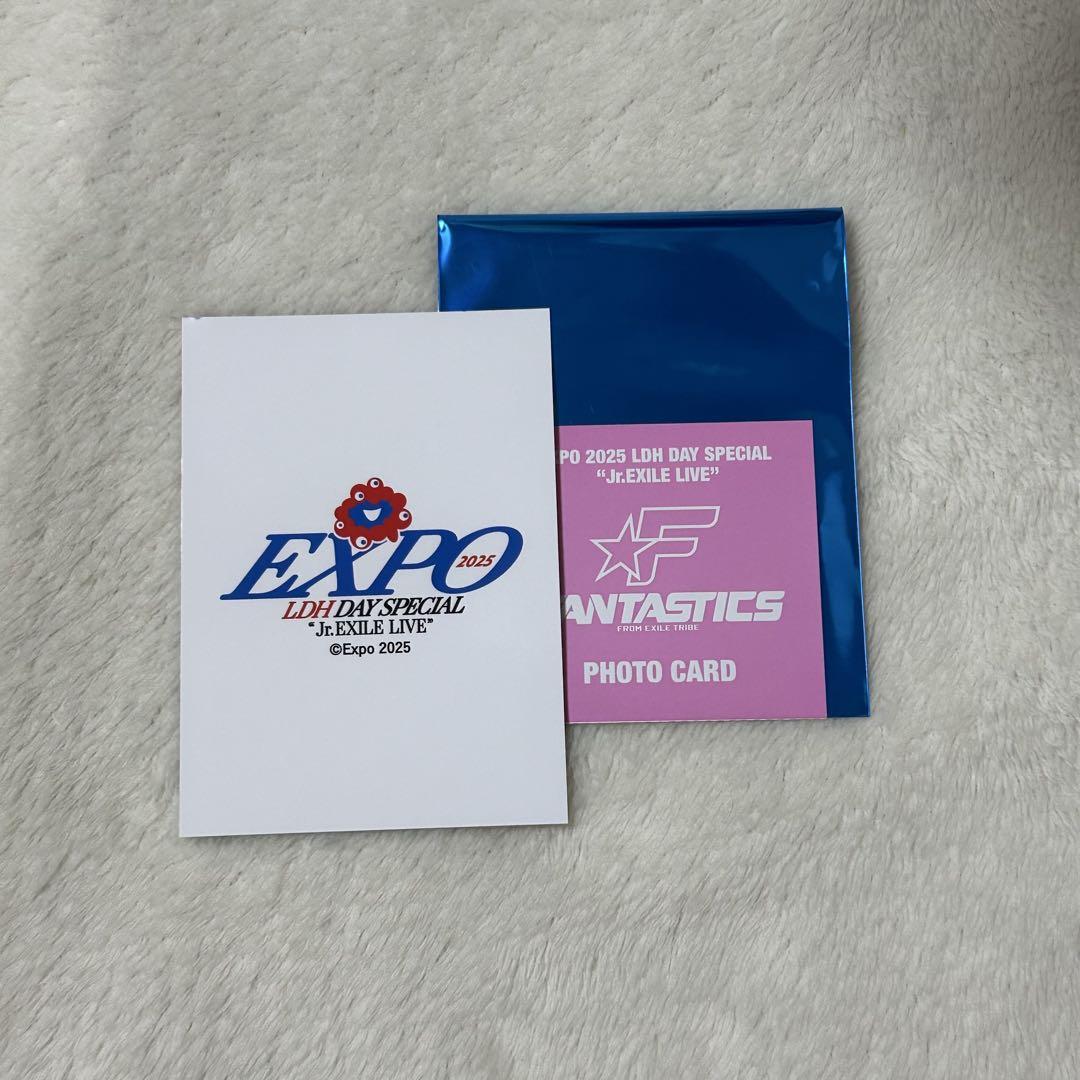 EXPO 2025
LDH DAY SPECIAL
“Jr.EXILE LIVE”
©Expo 2025
PO 2025 LDH DAY SPECIAL
“Jr.EXILE LIVE”
F
ANTASTICS
FROM EXILE TRIBE
PHOTO CARD